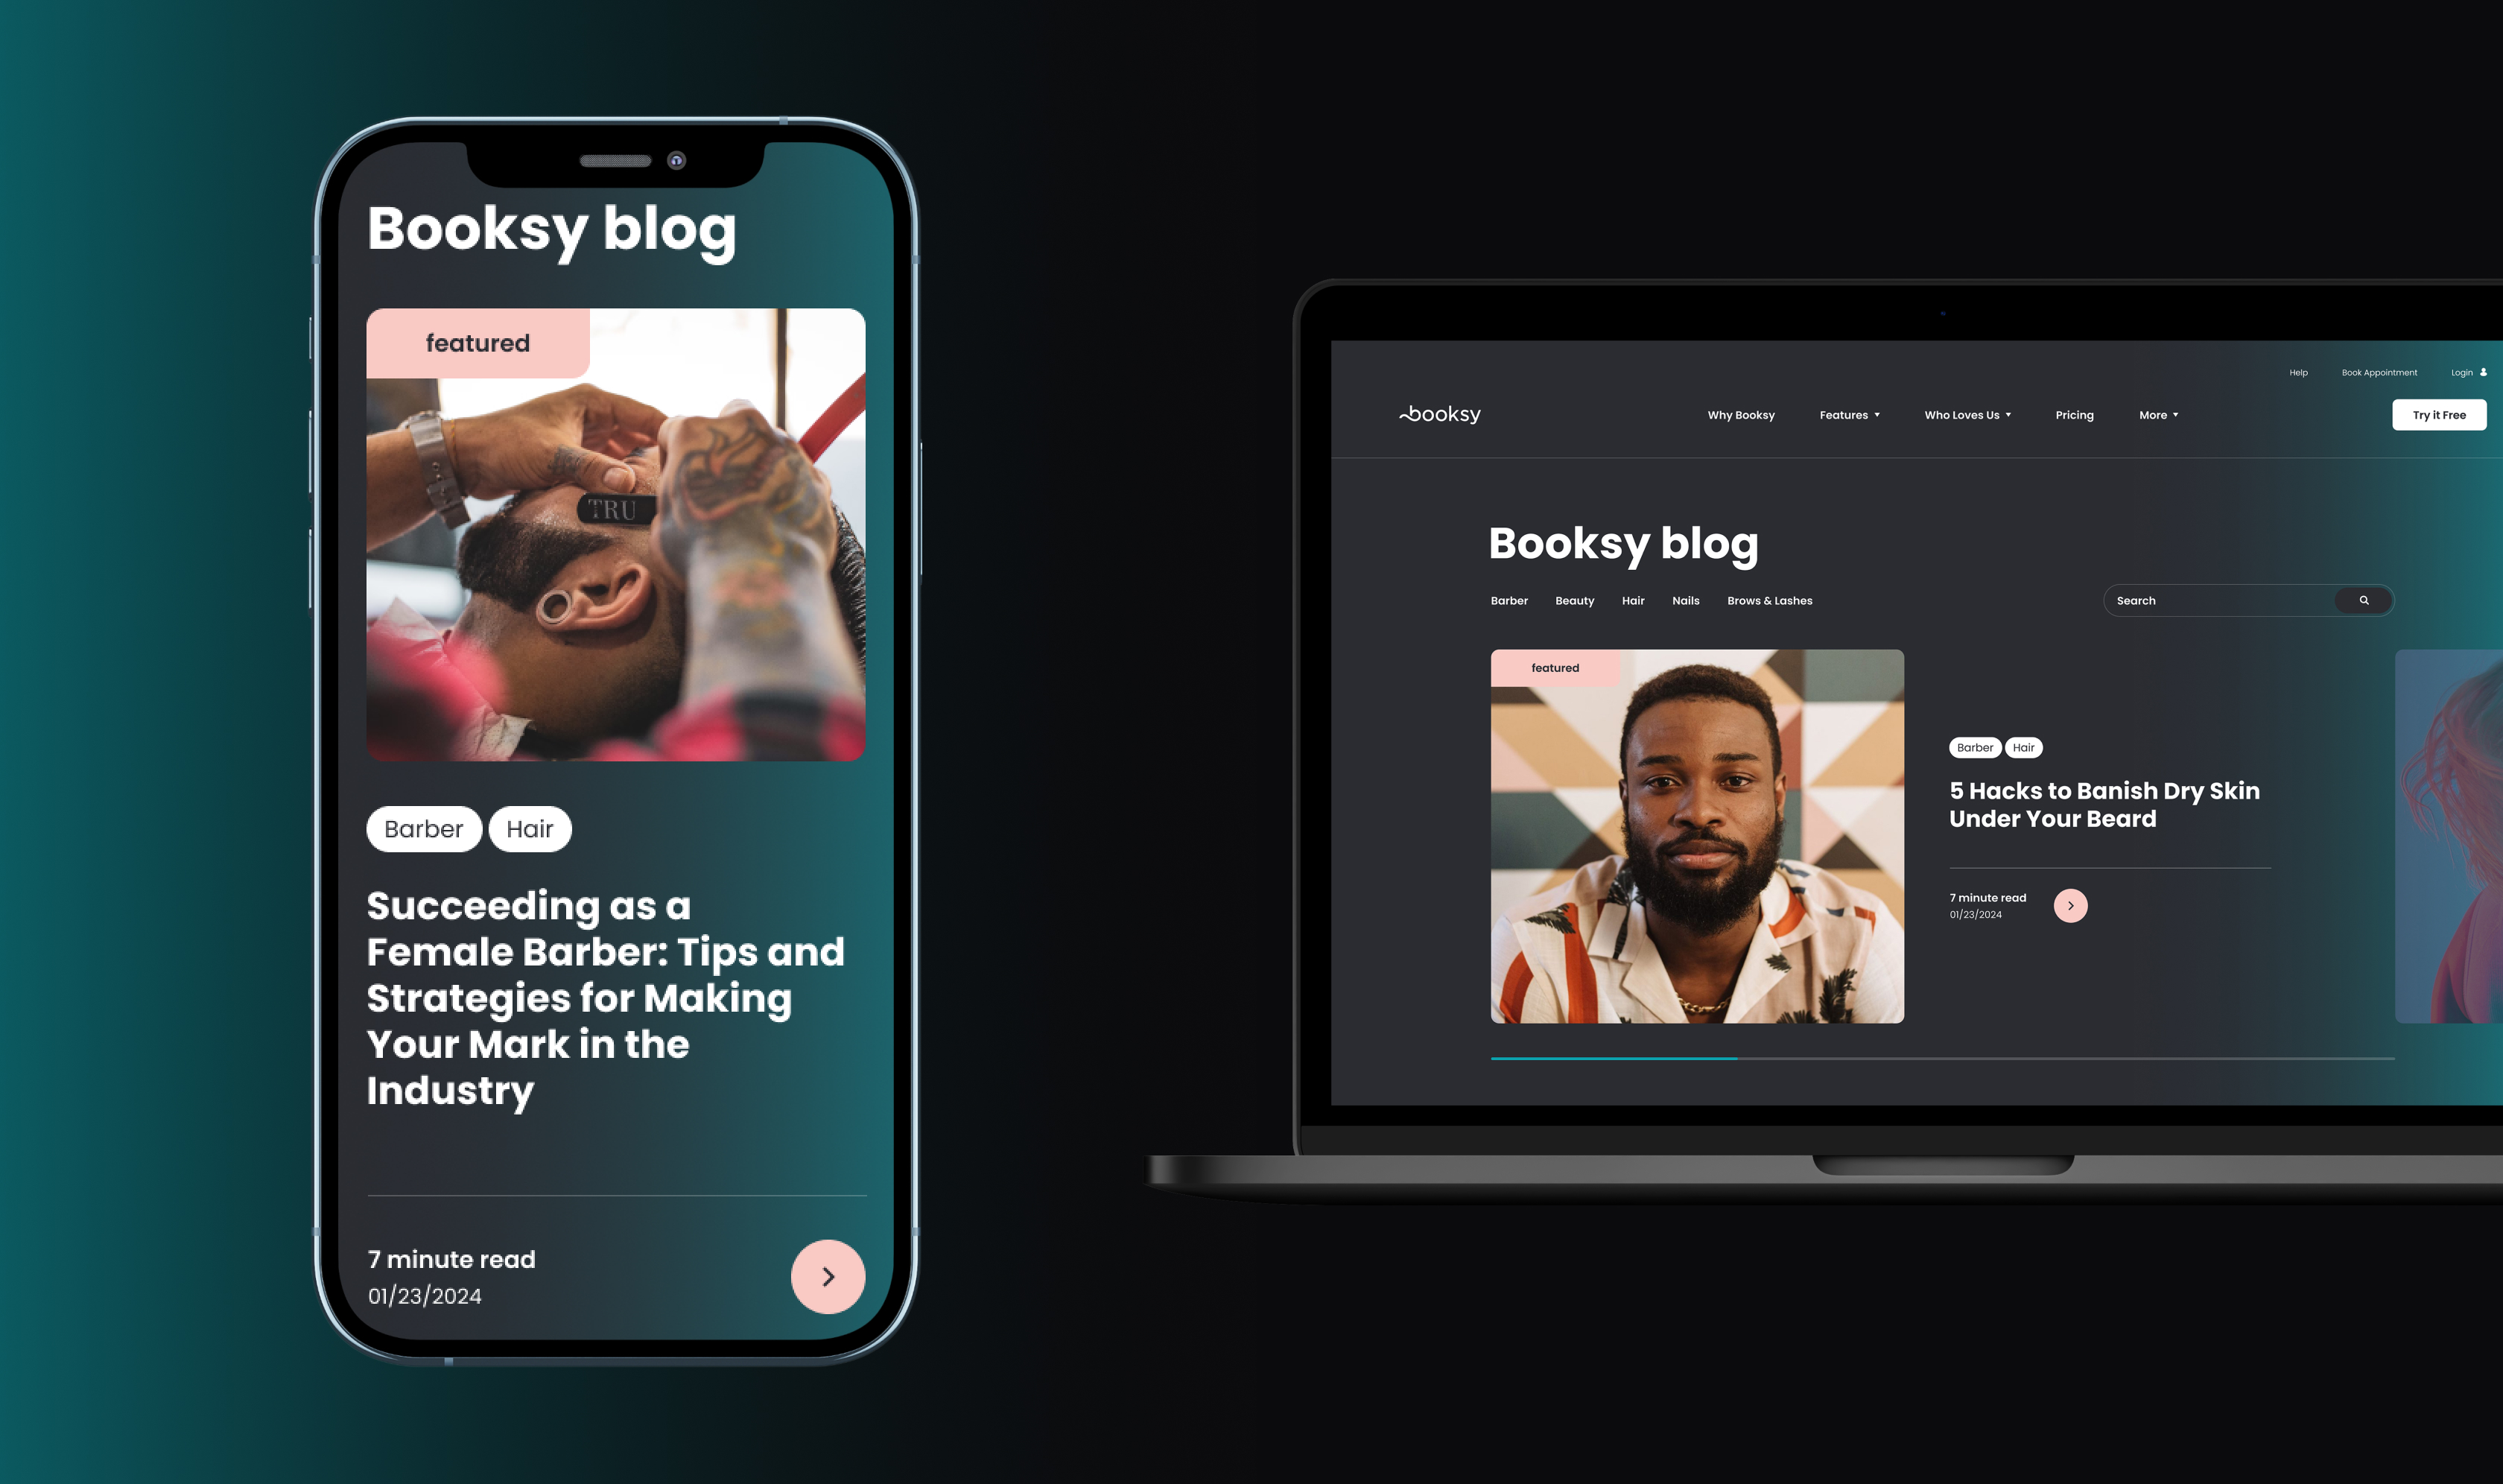 Booksy blog
featured
TRU
Barber Hair
Succeeding as a
Female Barber: Tips and
Strategies for Making
Your Mark in the
Industry
7 minute read
01/23/2024
Help Book Appointment Login
booksy Why Booksy Features Who Loves Us Pricing More Try it Free
Booksy blog
Barber Beauty Hair Nails Brows & Lashes Search
featured
Barber Hair
5 Hacks to Banish Dry Skin
Under Your Beard
7 minute read
01/23/2024